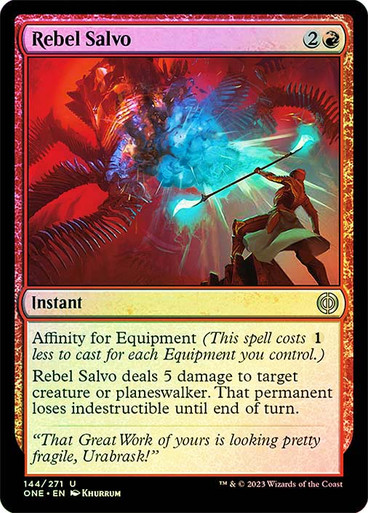 Rebel Salvo 2
Instant
Affinity for Equipment (This spell costs 1
less to cast for each Equipment you control.)
Rebel Salvo deals 5 damage to target
creature or planeswalker. That permanent
loses indestructible until end of turn.
“That Great Work of yours is looking pretty
fragile, Urabrask!”
144/271 U
ONE • EN Khurrum ™ & © 2023 Wizards of the Coast